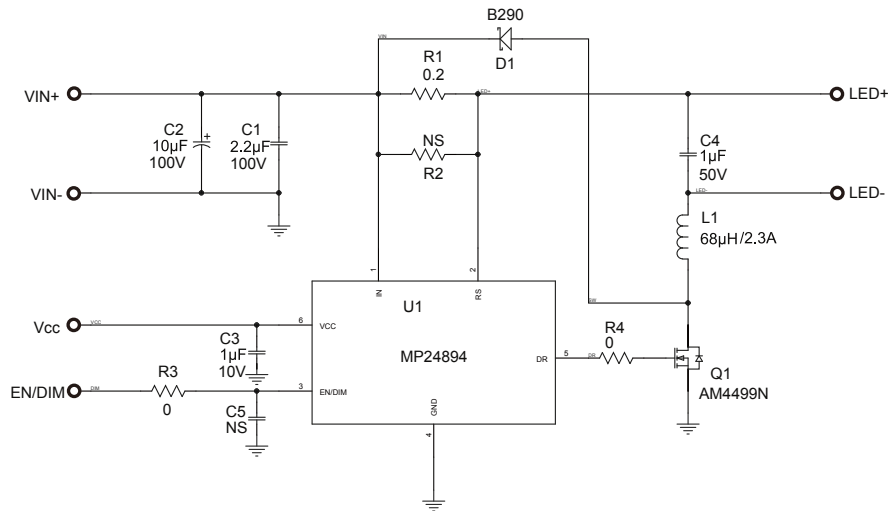 B290
VIN
D1
R1
0.2
VIN+
LED+
LED+
C2
10µF
100V
+
C1
2.2µF
100V
NS
R2
C4
1µF
50V
VIN-
LED-
LED-
L1
68µH/2.3A
1
2
IN
RS
U1
SW
Vcc
VCC
6
VCC
C3
1µF
10V
MP24894
DR
5
DR
R4
0
Q1
AM4499N
EN/DIM
DIM
R3
0
3
EN/DIM
C5
NS
GND
4